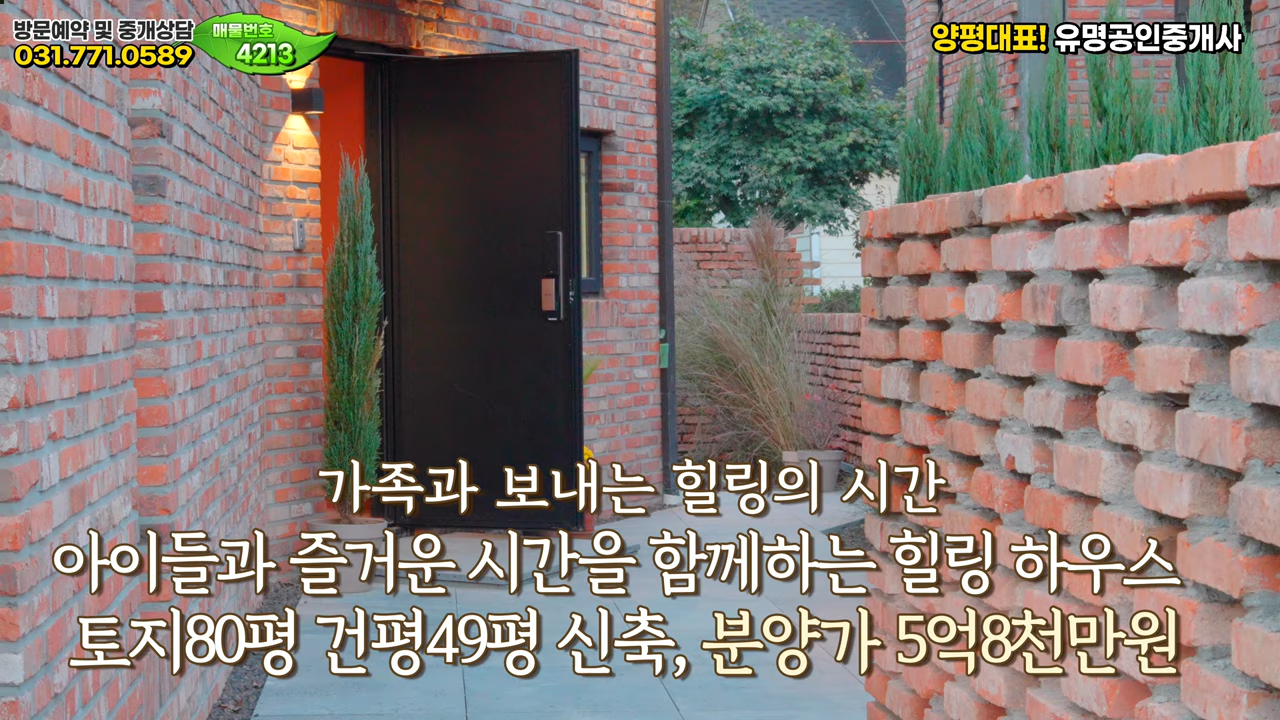 방문예약 및 중개상담
031.771.0589
매물번호
4213
양평대표! 유명공인중개사
가족과 보내는 힐링의 시간
아이들과 즐거운 시간을 함께하는 힐링 하우스
토지80평 건평49평 신축, 분양가 5억8천만원